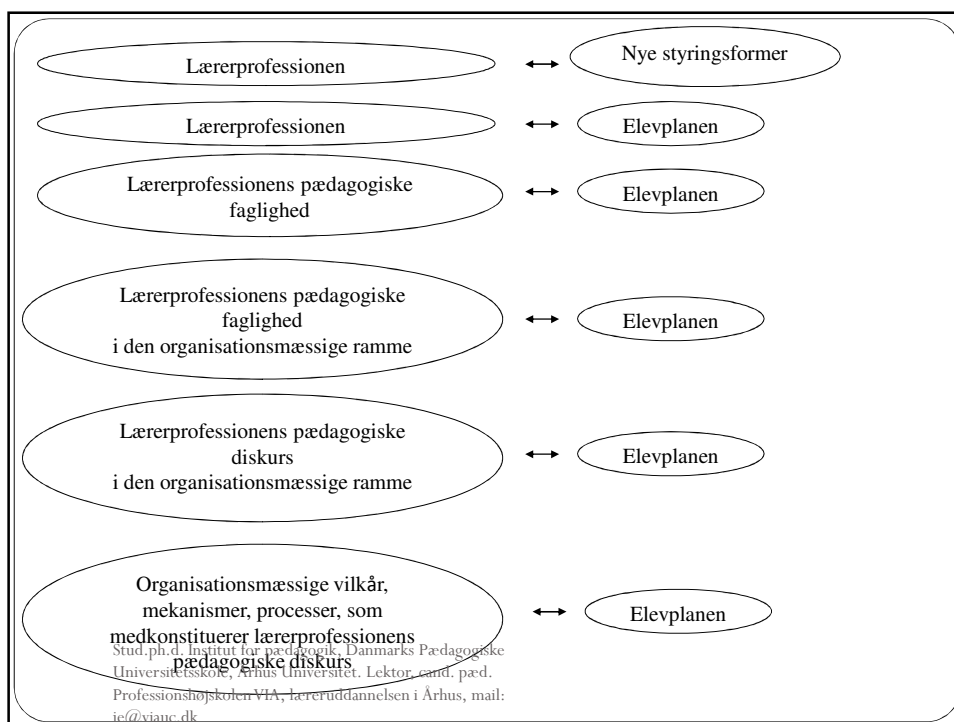 Lærerprofessionen
Nye styringsformer
Lærerprofessionen
Elevplanen
Lærerprofessionens pædagogiske
faglighed
Elevplanen
Lærerprofessionens pædagogiske
faglighed
i den organisationsmæssige ramme
Elevplanen
Lærerprofessionens pædagogiske
diskurs
i den organisationsmæssige ramme
Elevplanen
Organisationsmæssige vilkår,
mekanismer, processer, som
medkonstituerer lærerprofessionens
pædagogiske diskurs
Elevplanen
Stud.ph.d. Institut for pædagogik, Danmarks Pædagogiske
Universitetsskole, Århus Universitet. Lektor, cand. pæd.
Professionshøjskolen VIA, læreruddannelsen i Århus, mail:
je@viauc.dk